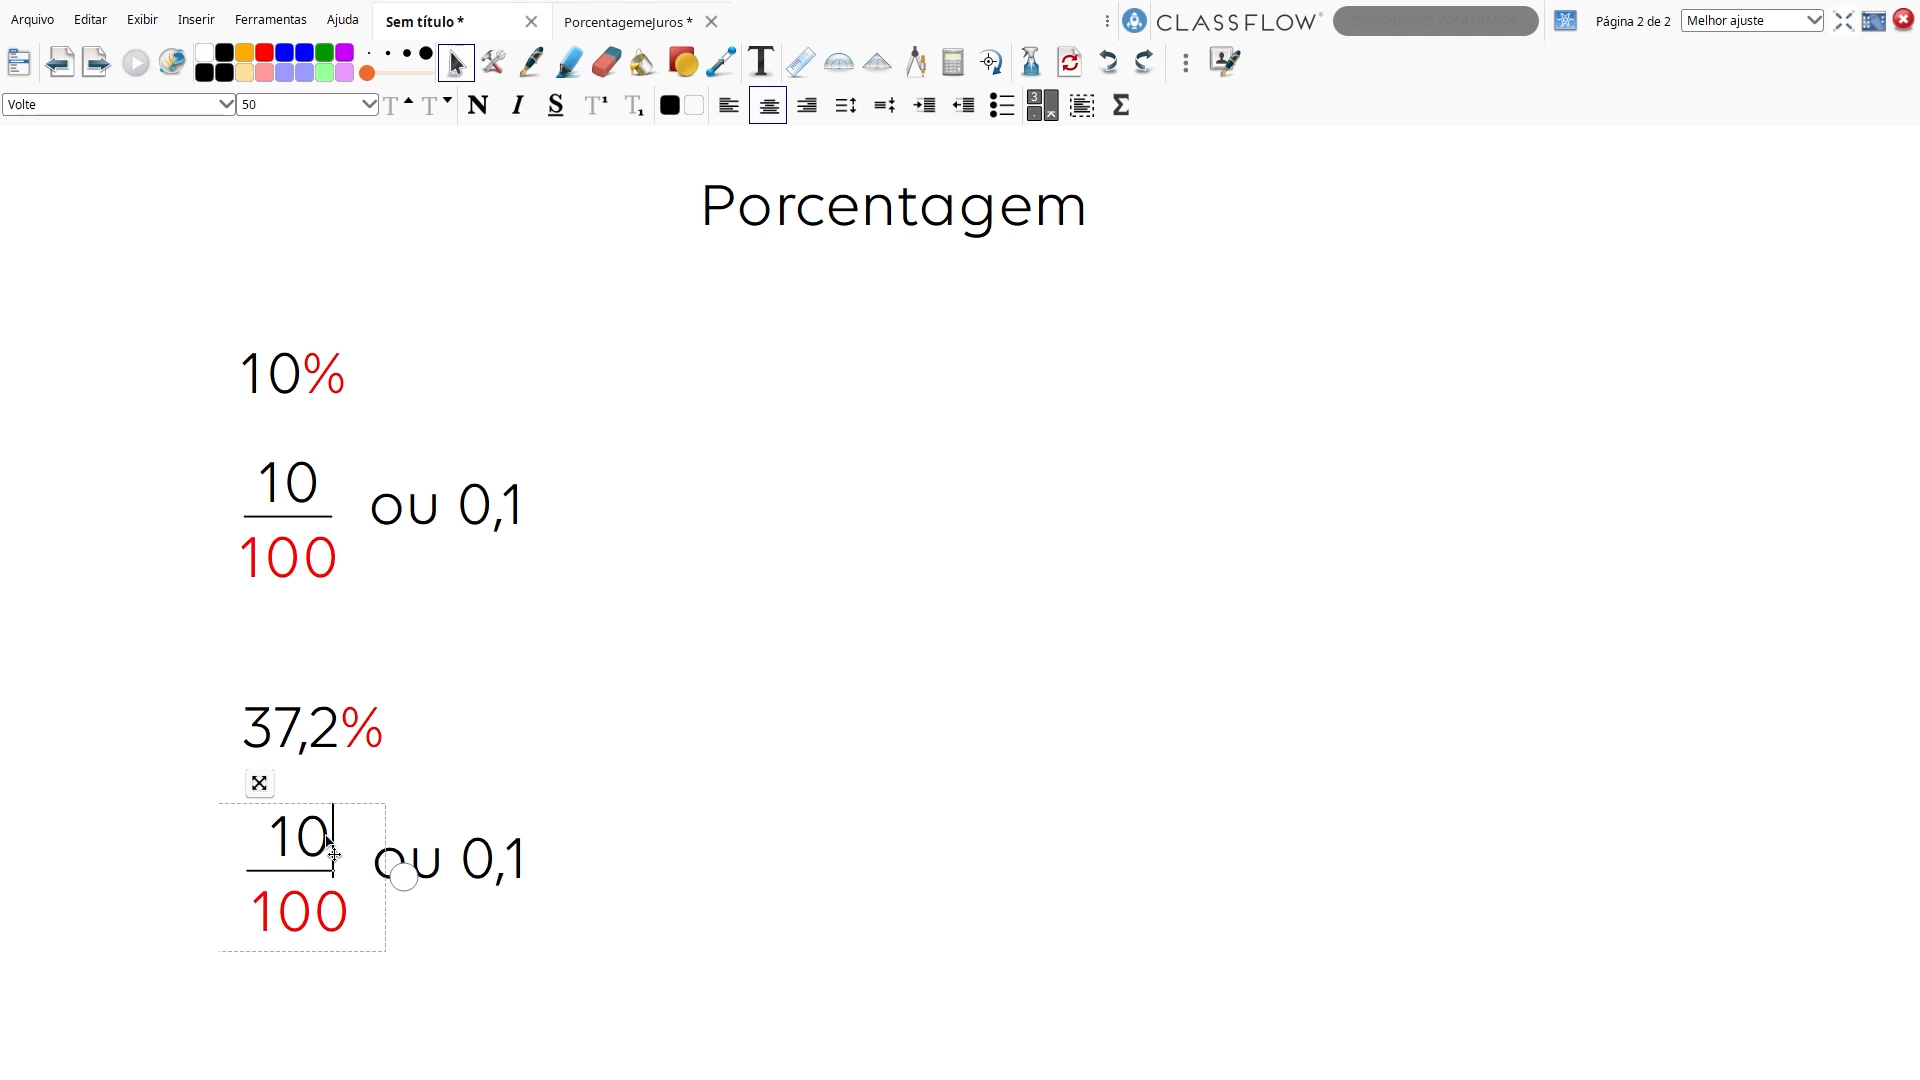 Arquivo Editar Exibir Inserir Ferramentas Ajuda Sem título * PorcentagemeJuros * CLASSFLOW Página 2 de 2 Melhor ajuste
Volte 50 N I S
Porcentagem
10%
10
ou 0,1
100
37,2%
10
ou 0,1
100